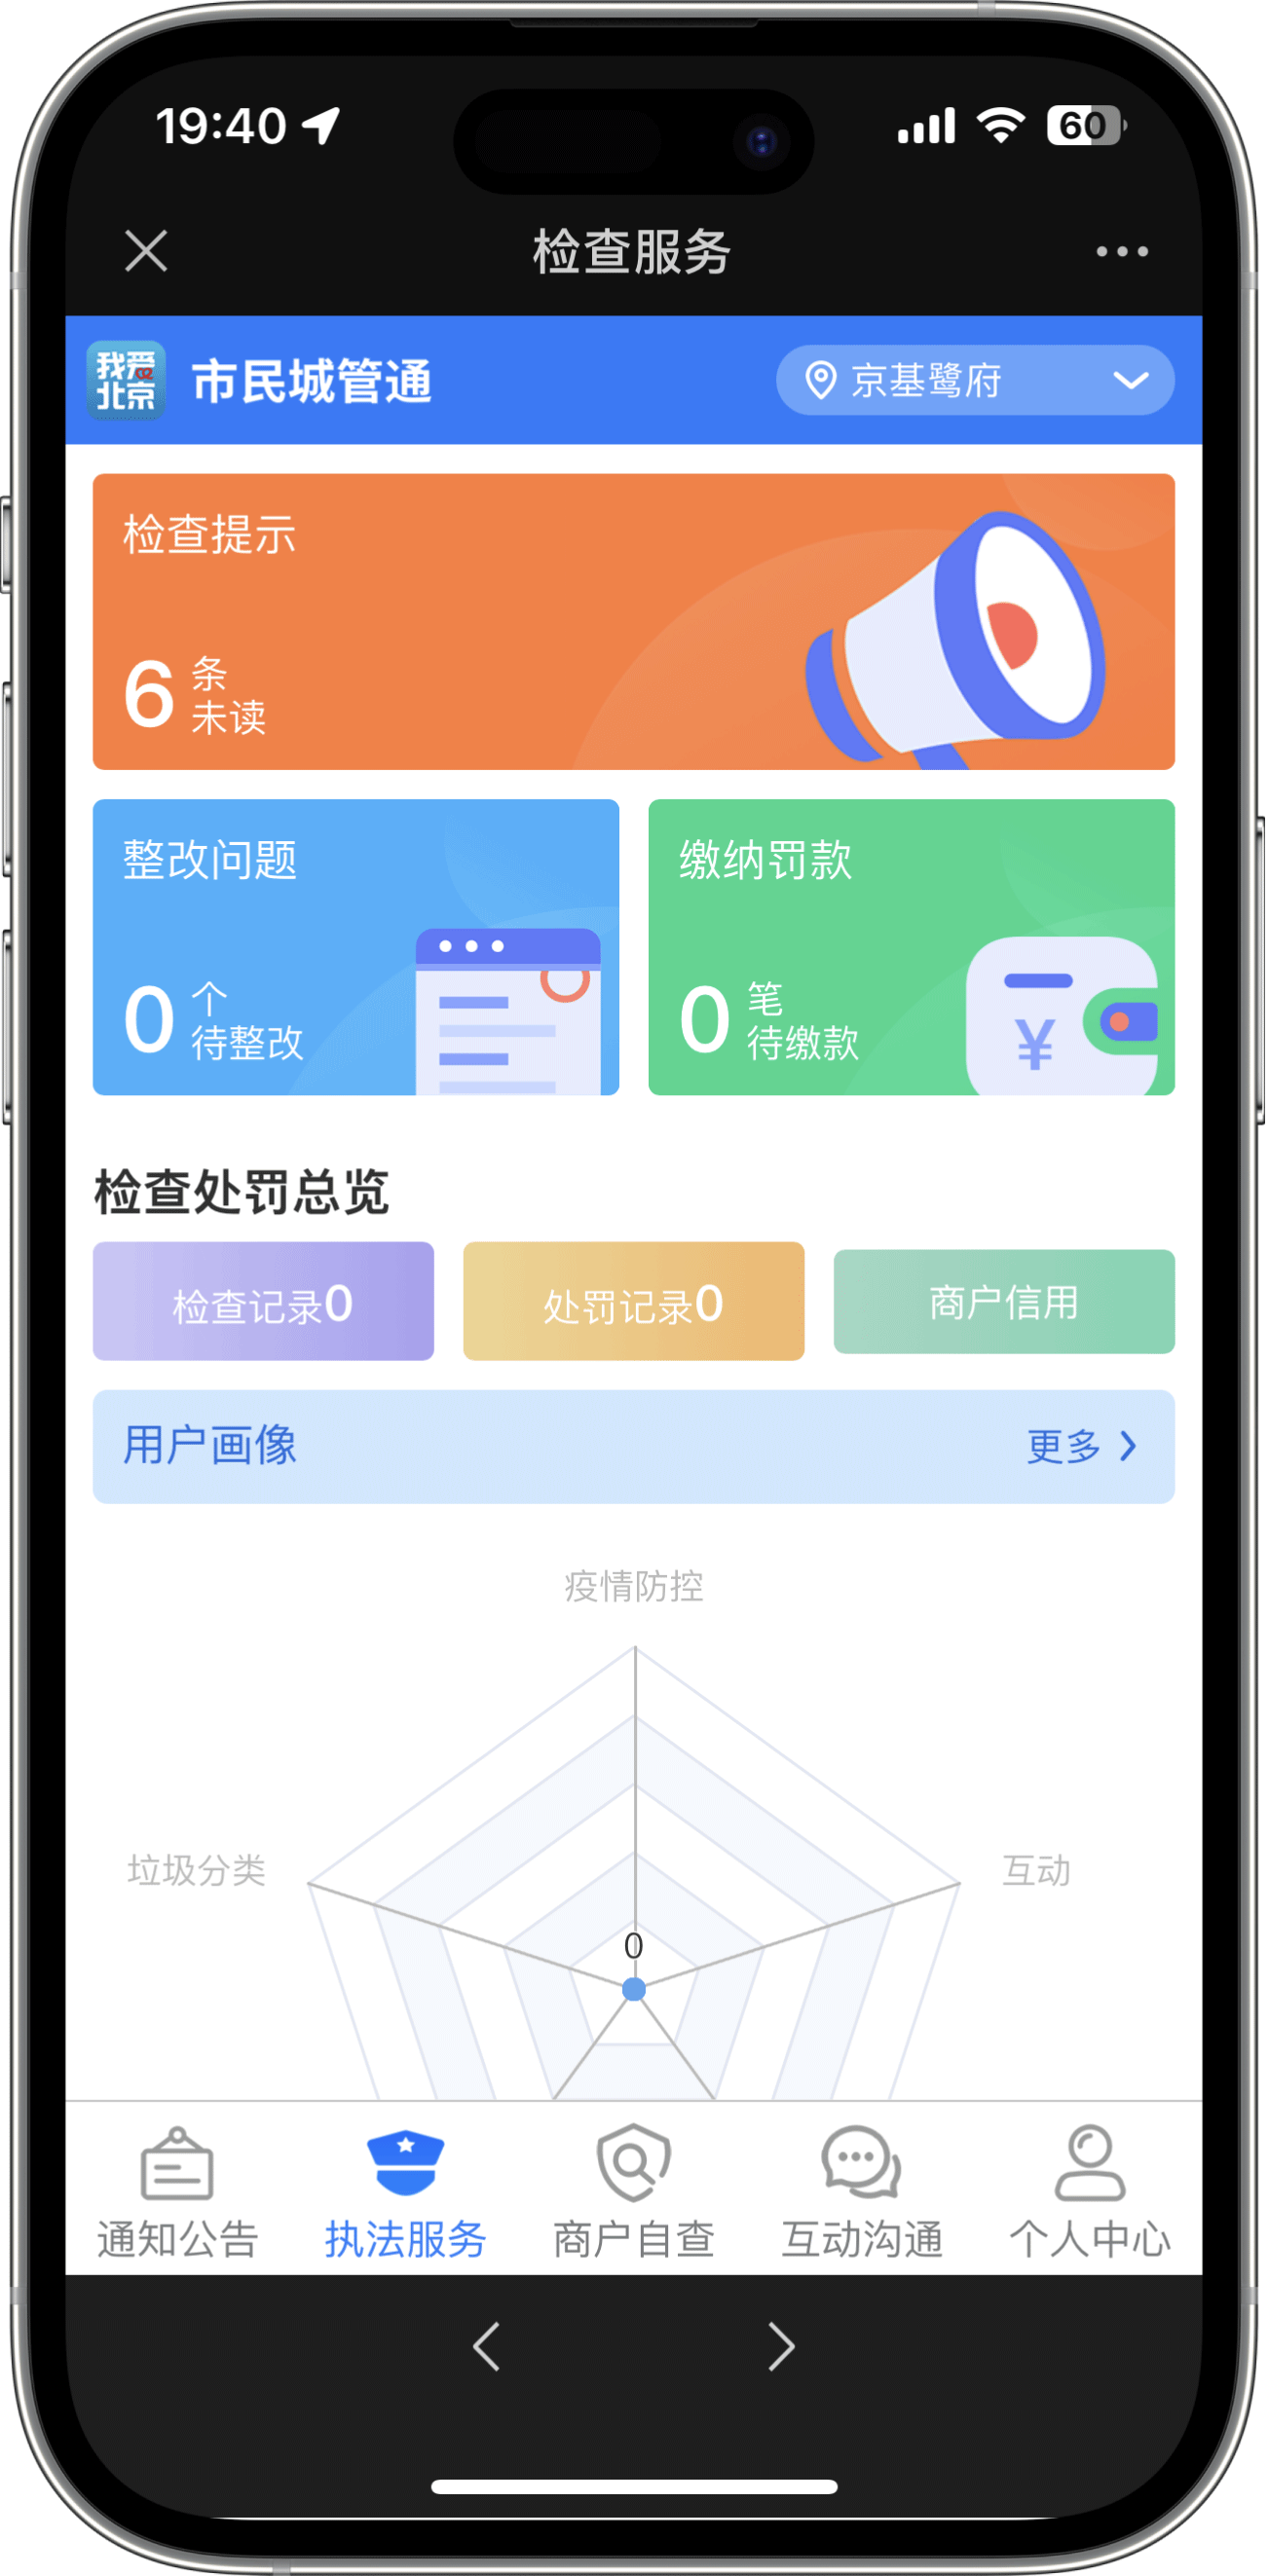 19:40
60
检查服务
我爱
北京
市民城管通
京基鹭府
检查提示
6 条
未读
整改问题
缴纳罚款
0 个
待整改
0 笔
待缴款
¥
检查处罚总览
检查记录0
处罚记录0
商户信用
用户画像
更多
疫情防控
垃圾分类
互动
0
通知公告
执法服务
商户自查
互动沟通
个人中心